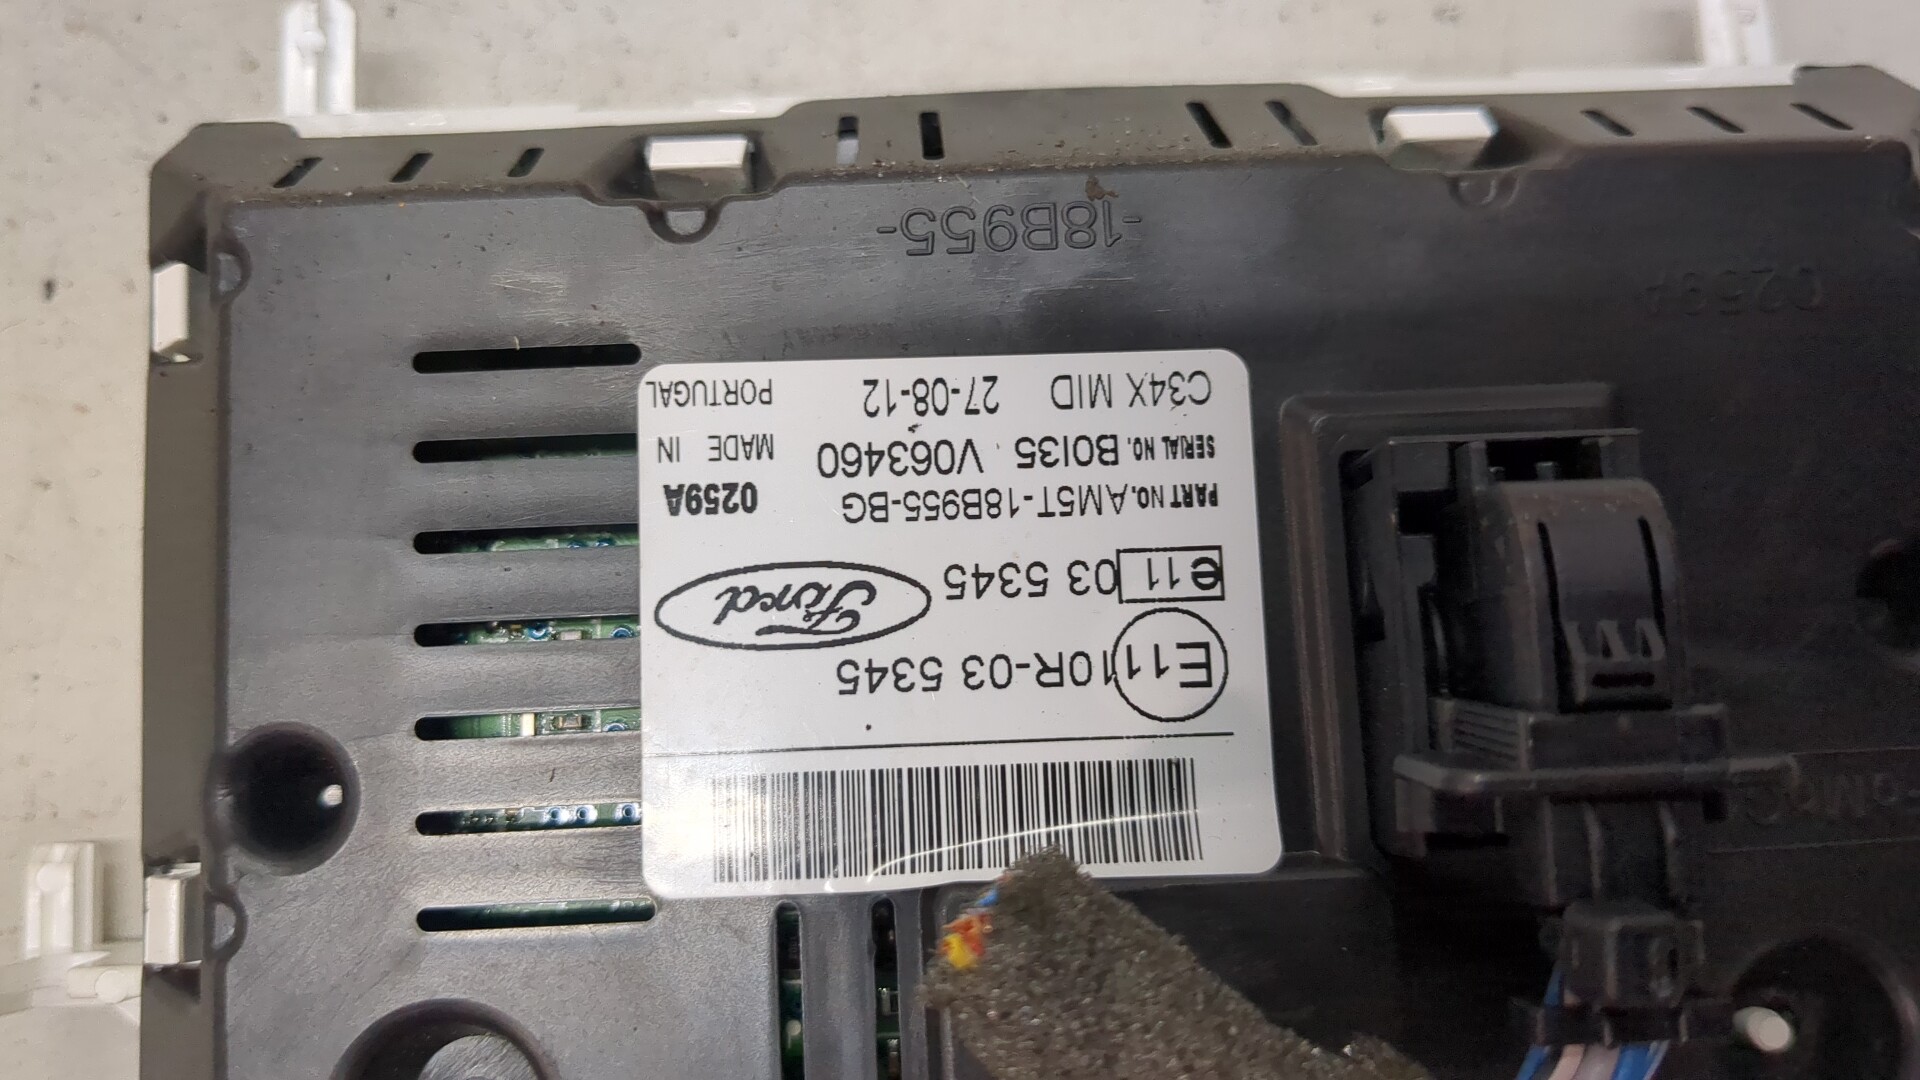 E11 10R-03 5345
e11 03 5345
Ford
PART NO. AM5T-18B955-BG 0259A
SERIAL NO. BOI35 V063460 MADE IN
C34X MID 27-08-12 PORTUGAL
-18B955-